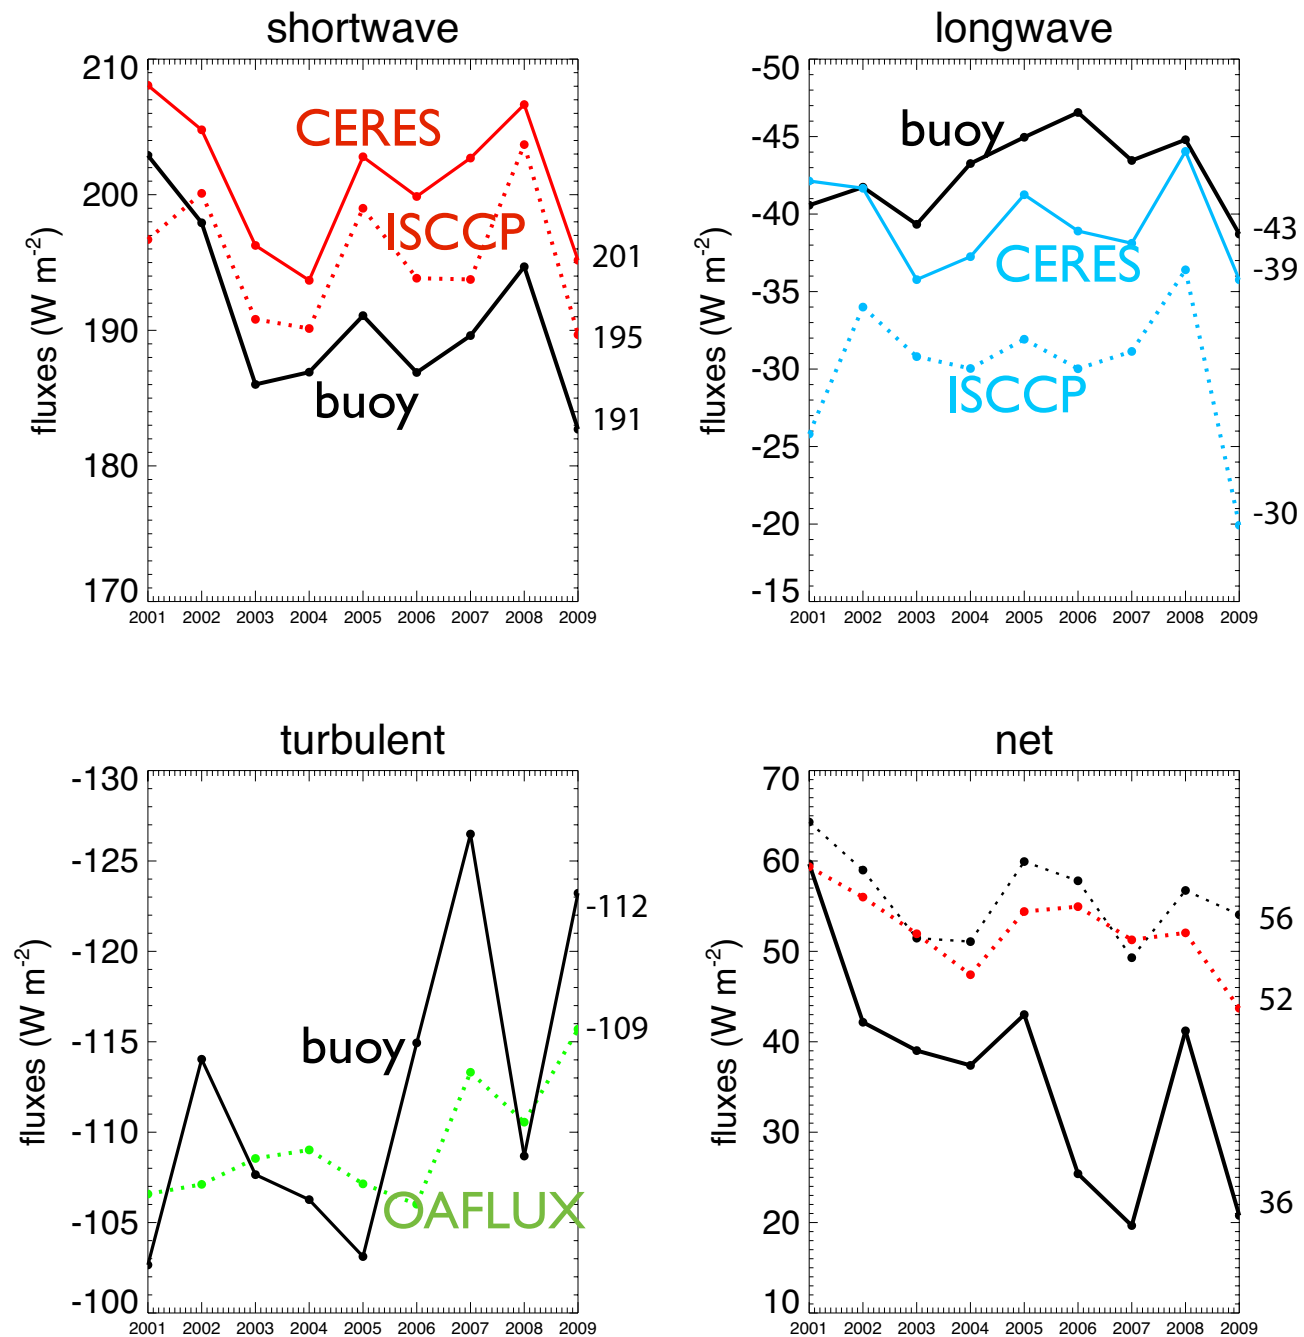 shortwave
210
200
190
180
170
fluxes (W m-2)
CERES
ISCCP
buoy
201
195
191
2001 2002 2003 2004 2005 2006 2007 2008 2009
longwave
-50
-45
-40
-35
-30
-25
-20
-15
fluxes (W m-2)
buoy
CERES
ISCCP
-43
-39
-30
2001 2002 2003 2004 2005 2006 2007 2008 2009
turbulent
-130
-125
-120
-115
-110
-105
-100
fluxes (W m-2)
buoy
OAFLUX
-112
-109
2001 2002 2003 2004 2005 2006 2007 2008 2009
net
70
60
50
40
30
20
10
fluxes (W m-2)
56
52
36
2001 2002 2003 2004 2005 2006 2007 2008 2009